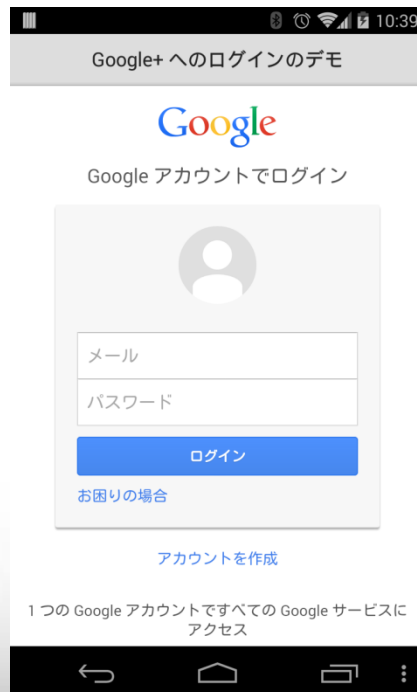 10:39
Google+ へのログインのデモ
Google
Google アカウントでログイン
メール
パスワード
ログイン
お困りの場合
アカウントを作成
1 つの Google アカウントですべての Google サービスに
アクセス